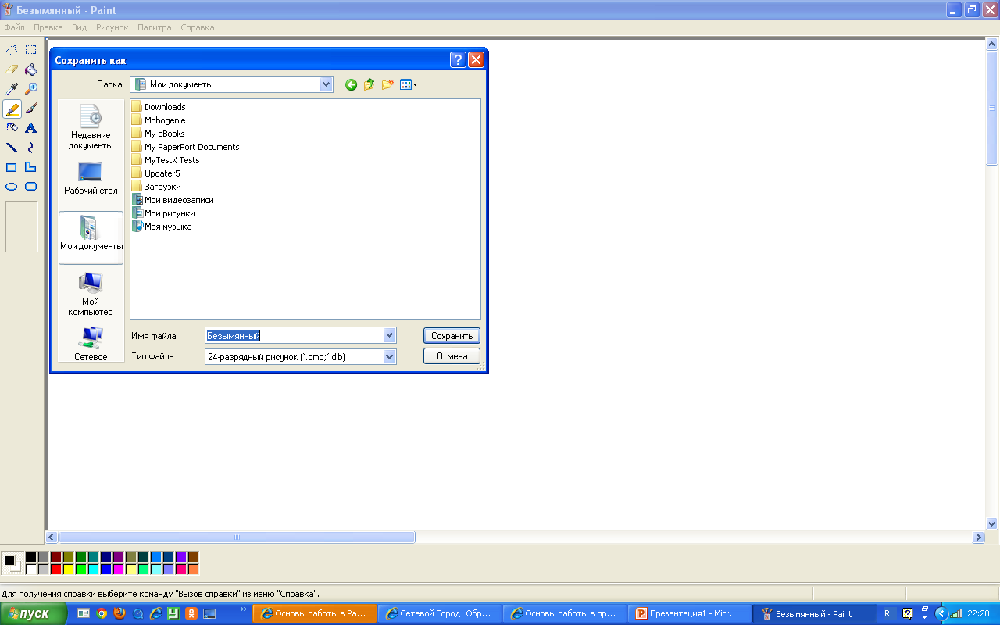 Безымянный - Paint
Файл Правка Вид Рисунок Палитра Справка
Сохранить как
Папка: Мои документы
Недавние документы
Рабочий стол
Мои документы
Мой компьютер
Сетевое
Downloads
Mobogenie
My eBooks
My PaperPort Documents
MyTestX Tests
Updater5
Загрузки
Мои видеозаписи
Мои рисунки
Моя музыка
Имя файла: Безымянный Сохранить
Тип файла: 24-разрядный рисунок (*.bmp;*.dib) Отмена
Для получения справки выберите команду "Вызов справки" из меню "Справка".
пуск Основы работы в Pa... Сетевой Город. Обр... Основы работы в пр... Презентация1 - Micr... Безымянный - Paint RU 22:20